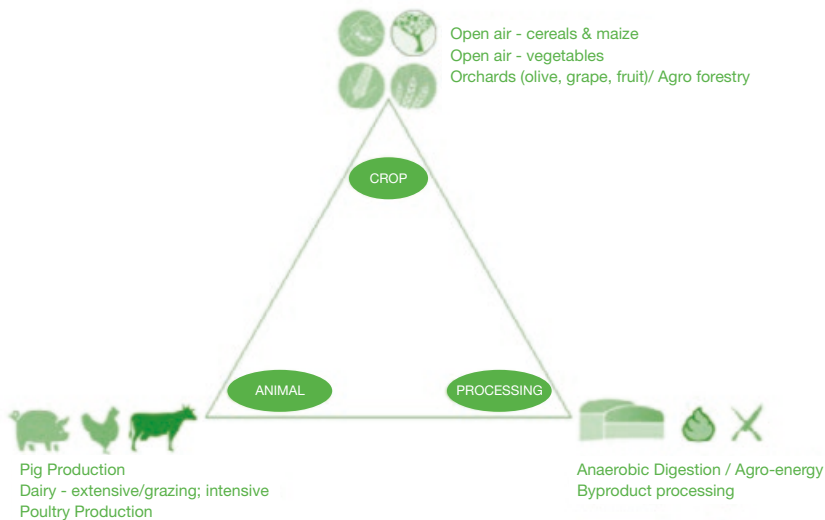 Open air - cereals & maize
Open air - vegetables
Orchards (olive, grape, fruit)/ Agro forestry
CROP
ANIMAL
PROCESSING
Pig Production
Dairy - extensive/grazing; intensive
Poultry Production
Anaerobic Digestion / Agro-energy
Byproduct processing